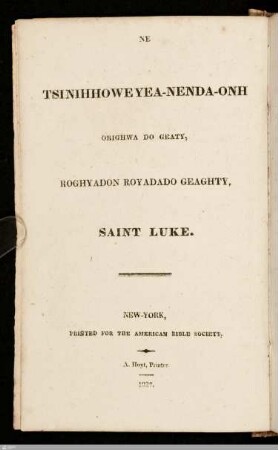 NE
TSINIHHOWEYEA-NENDA-ONH
ORIGHWA DO GEATY,
ROGHYADON ROYADADO GEAGHTY,
SAINT LUKE.
NEW-YORK,
PRINTED FOR THE AMERICAN BIBLE SOCIETY.
A. Hoyt, Printer.